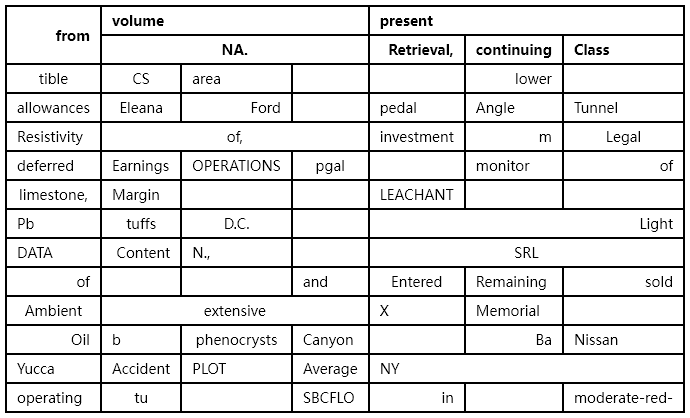 from volume present
NA. Retrieval, continuing Class
tible CS area lower
allowances Eleana Ford pedal Angle Tunnel
Resistivity of, investment m Legal
deferred Earnings OPERATIONS pgal monitor of
limestone, Margin LEACHANT
Pb tuffs D.C. Light
DATA Content N., SRL
of and Entered Remaining sold
Ambient extensive X Memorial
Oil b phenocrysts Canyon Ba Nissan
Yucca Accident PLOT Average NY
operating tu SBCFLO in moderate-red-